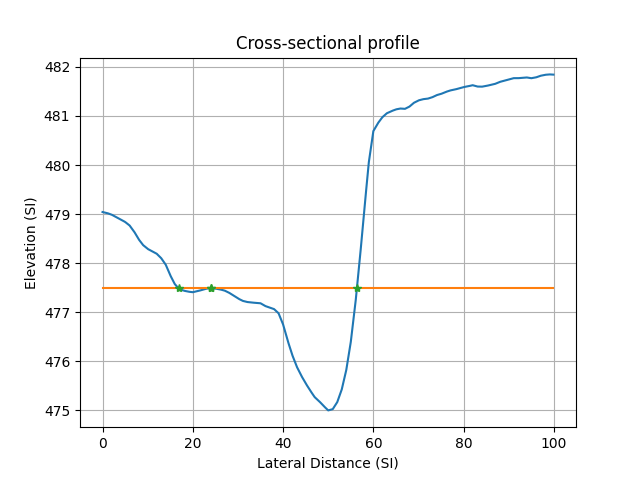 Cross-sectional profile
482
481
480
479
478
477
476
475
Elevation (SI)
0 20 40 60 80 100
Lateral Distance (SI)